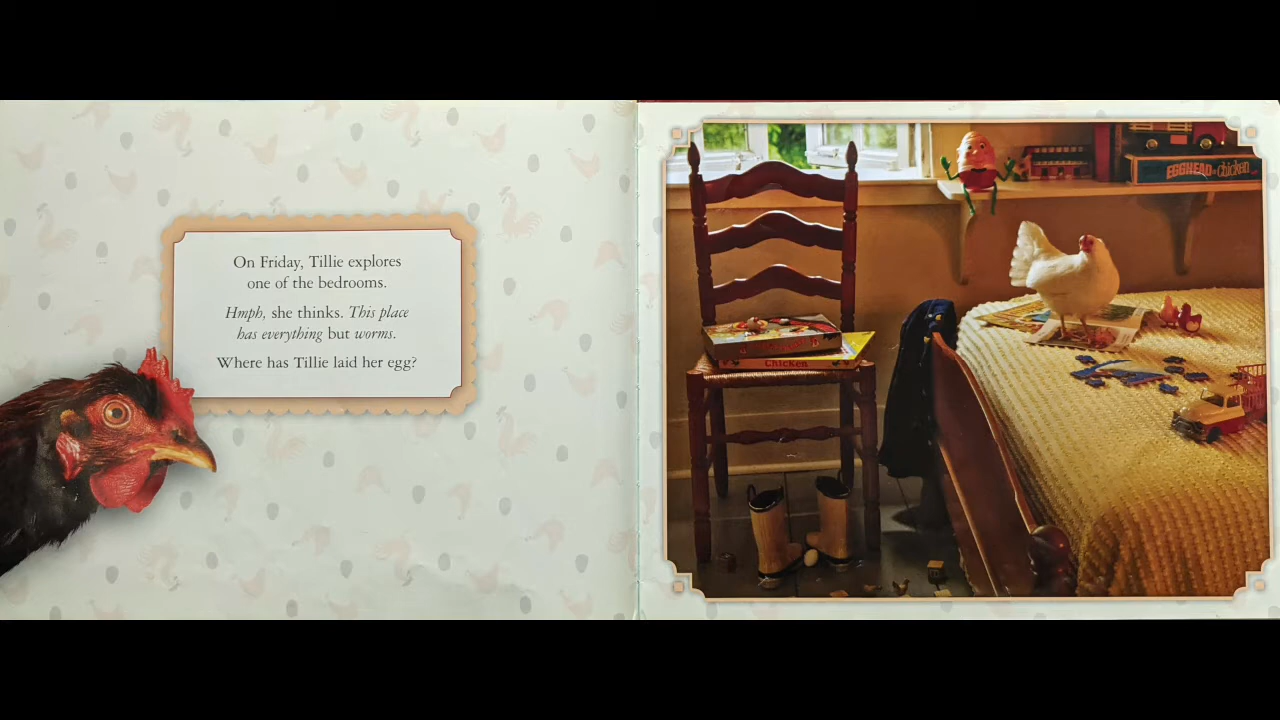 On Friday, Tillie explores
one of the bedrooms.
Hmph, she thinks. This place
has everything but worms.
Where has Tillie laid her egg?
EGGHEAD Chicken
Chicken